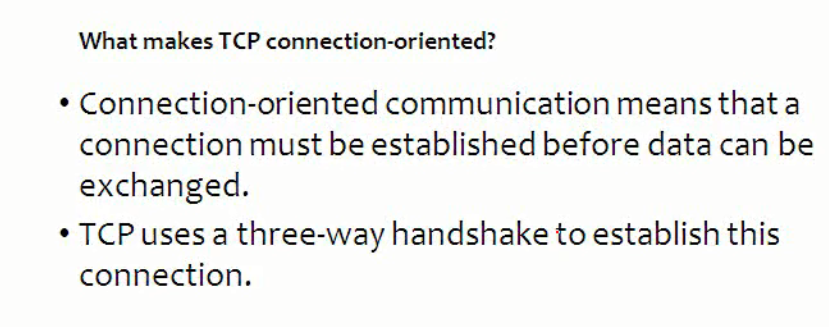 What makes TCP connection-oriented?
• Connection-oriented communication means that a
connection must be established before data can be
exchanged.
• TCP uses a three-way handshake to establish this
connection.